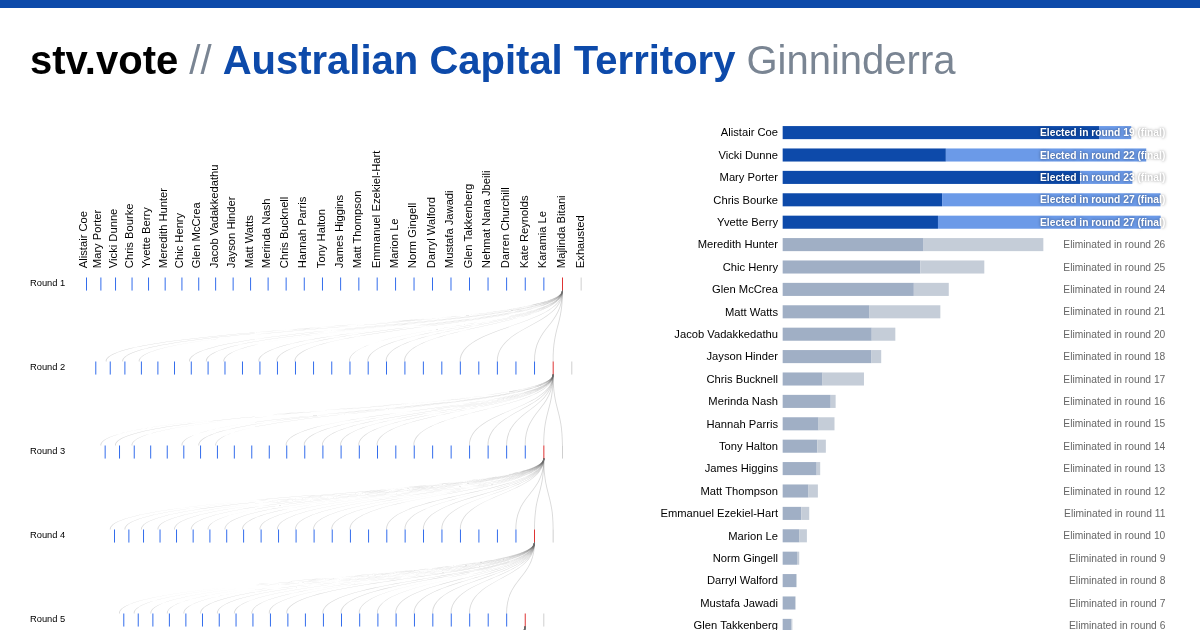 stv.vote // Australian Capital Territory Ginninderra
Alistair Coe
Mary Porter
Vicki Dunne
Chris Bourke
Yvette Berry
Meredith Hunter
Chic Henry
Glen McCrea
Jacob Vadakkedathu
Jayson Hinder
Matt Watts
Merinda Nash
Chris Bucknell
Hannah Parris
Tony Halton
James Higgins
Matt Thompson
Emmanuel Ezekiel-Hart
Marion Le
Norm Gingell
Darryl Walford
Mustafa Jawadi
Glen Takkenberg
Nehmat Nana Jbeili
Darren Churchill
Kate Reynolds
Karamia Le
Majlinda Bitani
Exhausted
Round 1
Round 2
Round 3
Round 4
Round 5
Alistair Coe Elected in round 19 (final)
Vicki Dunne Elected in round 22 (final)
Mary Porter Elected in round 23 (final)
Chris Bourke Elected in round 27 (final)
Yvette Berry Elected in round 27 (final)
Meredith Hunter Eliminated in round 26
Chic Henry Eliminated in round 25
Glen McCrea Eliminated in round 24
Matt Watts Eliminated in round 21
Jacob Vadakkedathu Eliminated in round 20
Jayson Hinder Eliminated in round 18
Chris Bucknell Eliminated in round 17
Merinda Nash Eliminated in round 16
Hannah Parris Eliminated in round 15
Tony Halton Eliminated in round 14
James Higgins Eliminated in round 13
Matt Thompson Eliminated in round 12
Emmanuel Ezekiel-Hart Eliminated in round 11
Marion Le Eliminated in round 10
Norm Gingell Eliminated in round 9
Darryl Walford Eliminated in round 8
Mustafa Jawadi Eliminated in round 7
Glen Takkenberg Eliminated in round 6